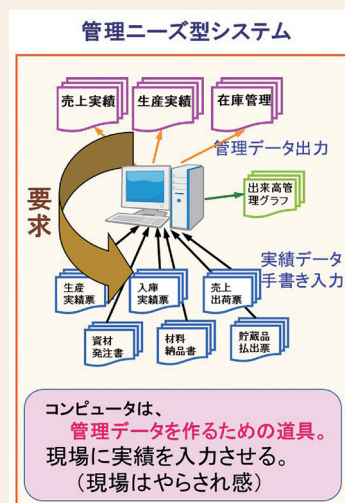 管理ニーズ型システム
売上実績
生産実績
在庫管理
管理データ出力
要求
出来高管
理グラフ
実績データ
手書き入力
生産
実績票
入庫
実績票
売上
出荷票
資材
発注書
材料
納品書
貯蔵品
払出票
コンピュータは、
管理データを作るための道具。
現場に実績を入力させる。
（現場はやらされ感）